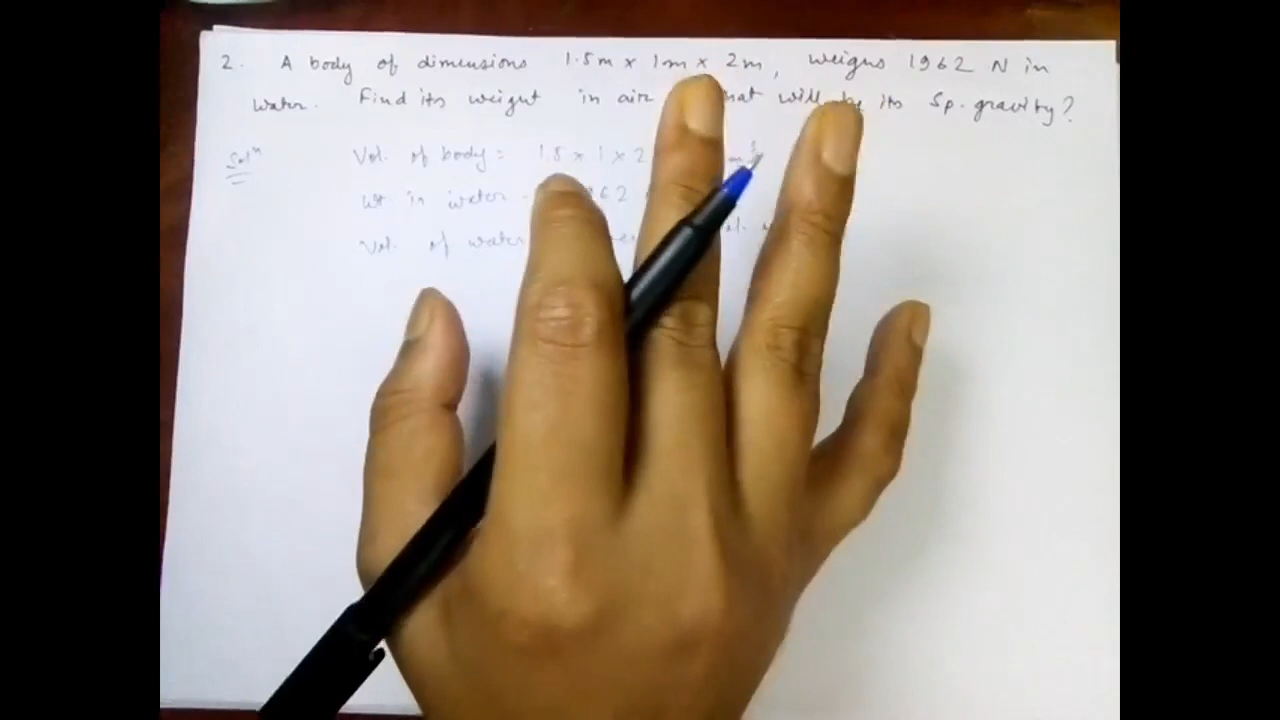 2. A body of dimensions 1.5m x 1m x 2m, weighs 1962 N in
water. Find its weight in air will be its Sp. gravity?
Solⁿ Vol. of body = 1.5 x 1 x 2
wt in water
Vol. of water